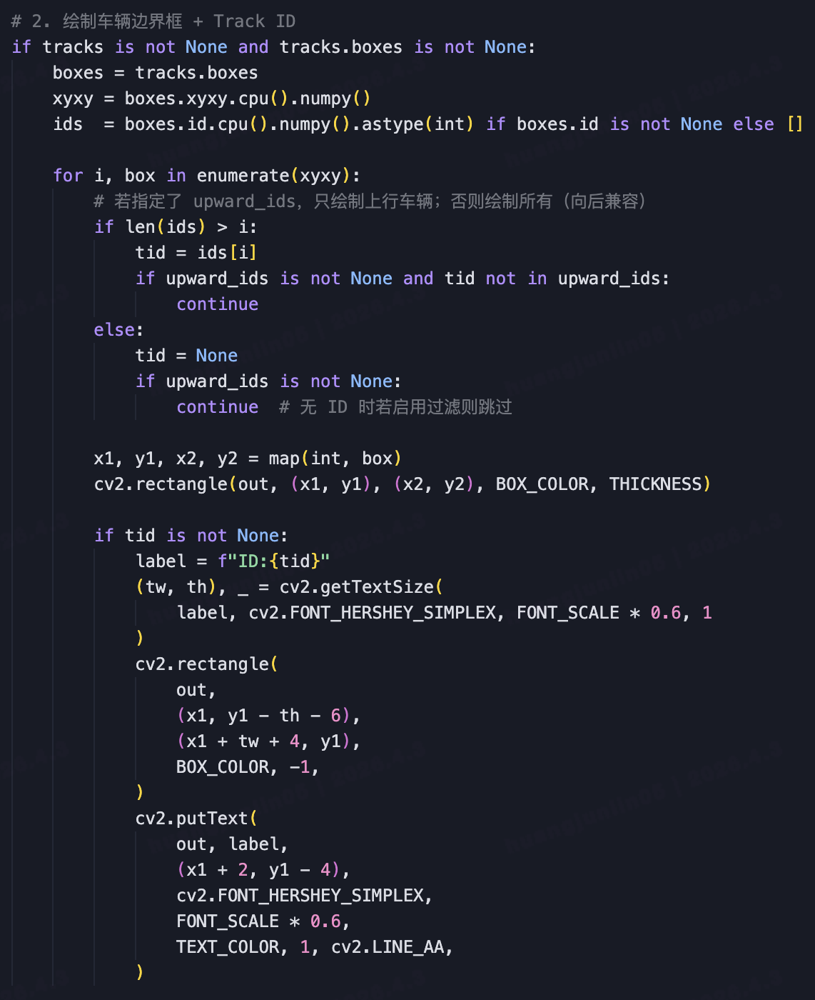 # 2. 绘制车辆边界框 + Track ID
if tracks is not None and tracks.boxes is not None:
    boxes = tracks.boxes
    xyxy = boxes.xyxy.cpu().numpy()
    ids  = boxes.id.cpu().numpy().astype(int) if boxes.id is not None else []

    for i, box in enumerate(xyxy):
        # 若指定了 upward_ids，只绘制上行车辆；否则绘制所有（向后兼容）
        if len(ids) > i:
            tid = ids[i]
            if upward_ids is not None and tid not in upward_ids:
                continue
        else:
            tid = None
            if upward_ids is not None:
                continue  # 无 ID 时若启用过滤则跳过

        x1, y1, x2, y2 = map(int, box)
        cv2.rectangle(out, (x1, y1), (x2, y2), BOX_COLOR, THICKNESS)

        if tid is not None:
            label = f"ID:{tid}"
            (tw, th), _ = cv2.getTextSize(
                label, cv2.FONT_HERSHEY_SIMPLEX, FONT_SCALE * 0.6, 1
            )
            cv2.rectangle(
                out,
                (x1, y1 - th - 6),
                (x1 + tw + 4, y1),
                BOX_COLOR, -1,
            )
            cv2.putText(
                out, label,
                (x1 + 2, y1 - 4),
                cv2.FONT_HERSHEY_SIMPLEX,
                FONT_SCALE * 0.6,
                TEXT_COLOR, 1, cv2.LINE_AA,
            )